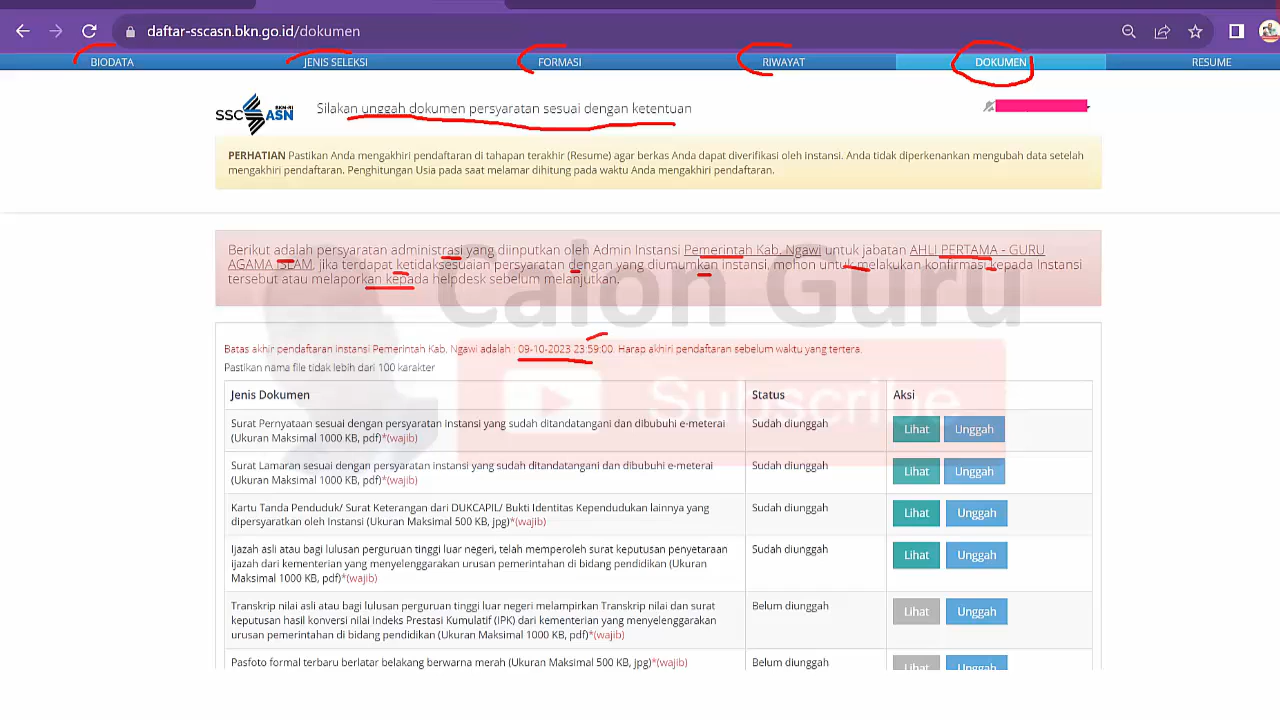 daftar-sscasn.bkn.go.id/dokumen
BIODATA
JENIS SELEKSI
FORMASI
RIWAYAT
DOKUMEN
RESUME
SSC BKN-RI ASN
Silakan unggah dokumen persyaratan sesuai dengan ketentuan
PERHATIAN Pastikan Anda mengakhiri pendaftaran di tahapan terakhir (Resume) agar berkas Anda dapat diverifikasi oleh Instansi. Anda tidak diperkenankan mengubah data setelah
mengakhiri pendaftaran. Penghitungan Usia pada saat melamar dihitung pada waktu Anda mengakhiri pendaftaran.
Berikut adalah persyaratan administrasi yang diinputkan oleh Admin Instansi Pemerintah Kab. Ngawi untuk jabatan AHLI PERTAMA - GURU
AGAMA ISLAM, jika terdapat ketidaksesuaian persyaratan dengan yang diumumkan instansi, mohon untuk melakukan konfirmasi kepada Instansi
tersebut atau melaporkan kepada helpdesk sebelum melanjutkan.
Calon Guru
Subscribe
Batas akhir pendaftaran instansi Pemerintah Kab. Ngawi adalah : 09-10-2023 23:59:00 Harap akhiri pendaftaran sebelum waktu yang tertera.
Pastikan nama file tidak lebih dari 100 karakter
Jenis Dokumen Status Aksi
Surat Pernyataan sesuai dengan persyaratan Instansi yang sudah ditandatangani dan dibubuhi e-meterai
(Ukuran Maksimal 1000 KB, pdf)*(wajib)
Sudah diunggah
Lihat Unggah
Surat Lamaran sesuai dengan persyaratan instansi yang sudah ditandatangani dan dibubuhi e-meterai
(Ukuran Maksimal 1000 KB, pdf)*(wajib)
Sudah diunggah
Lihat Unggah
Kartu Tanda Penduduk/ Surat Keterangan dari DUKCAPIL/ Bukti Identitas Kependudukan lainnya yang
dipersyaratkan oleh Instansi (Ukuran Maksimal 500 KB, jpg)*(wajib)
Sudah diunggah
Lihat Unggah
Ijazah asli atau bagi lulusan perguruan tinggi luar negeri, telah memperoleh surat keputusan penyetaraan
ijazah dari kementerian yang menyelenggarakan urusan pemerintahan di bidang pendidikan (Ukuran
Maksimal 1000 KB, pdf)*(wajib)
Sudah diunggah
Lihat Unggah
Transkrip nilai asli atau bagi lulusan perguruan tinggi luar negeri melampirkan Transkrip nilai dan surat
keputusan hasil konversi nilai Indeks Prestasi Kumulatif (IPK) dari kementerian yang menyelenggarakan
urusan pemerintahan di bidang pendidikan (Ukuran Maksimal 1000 KB, pdf)*(wajib)
Belum diunggah
Lihat Unggah
Pasfoto formal terbaru berlatar belakang berwarna merah (Ukuran Maksimal 500 KB, jpg)*(wajib)
Belum diunggah
Lihat Unggah